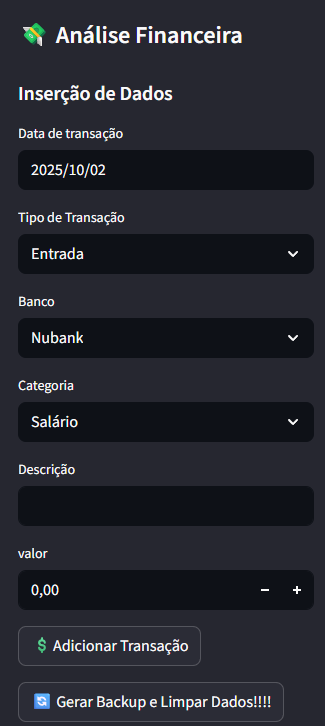 Análise Financeira
Inserção de Dados
Data de transação
2025/10/02
Tipo de Transação
Entrada
Banco
Nubank
Categoria
Salário
Descrição
valor
0,00
Adicionar Transação
Gerar Backup e Limpar Dados!!!!